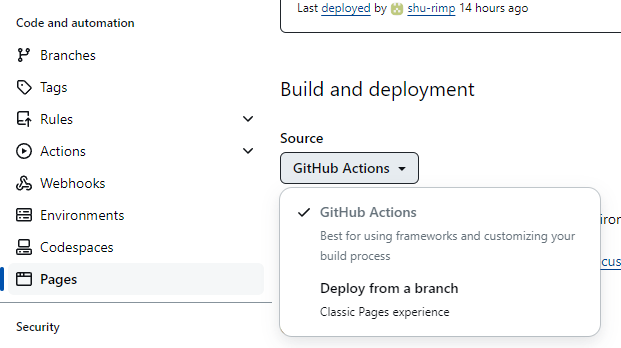 Code and automation
Branches
Tags
Rules
Actions
Webhooks
Environments
Codespaces
Pages
Security
Last deployed by shu-rimp 14 hours ago
Build and deployment
Source
GitHub Actions
GitHub Actions
Best for using frameworks and customizing your
build process
Deploy from a branch
Classic Pages experience